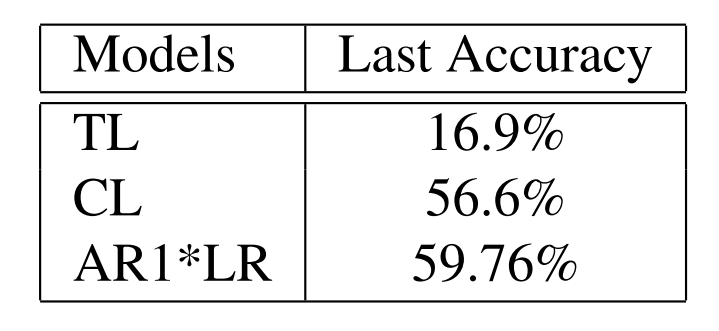 Models Last Accuracy
TL 16.9%
CL 56.6%
AR1*LR 59.76%